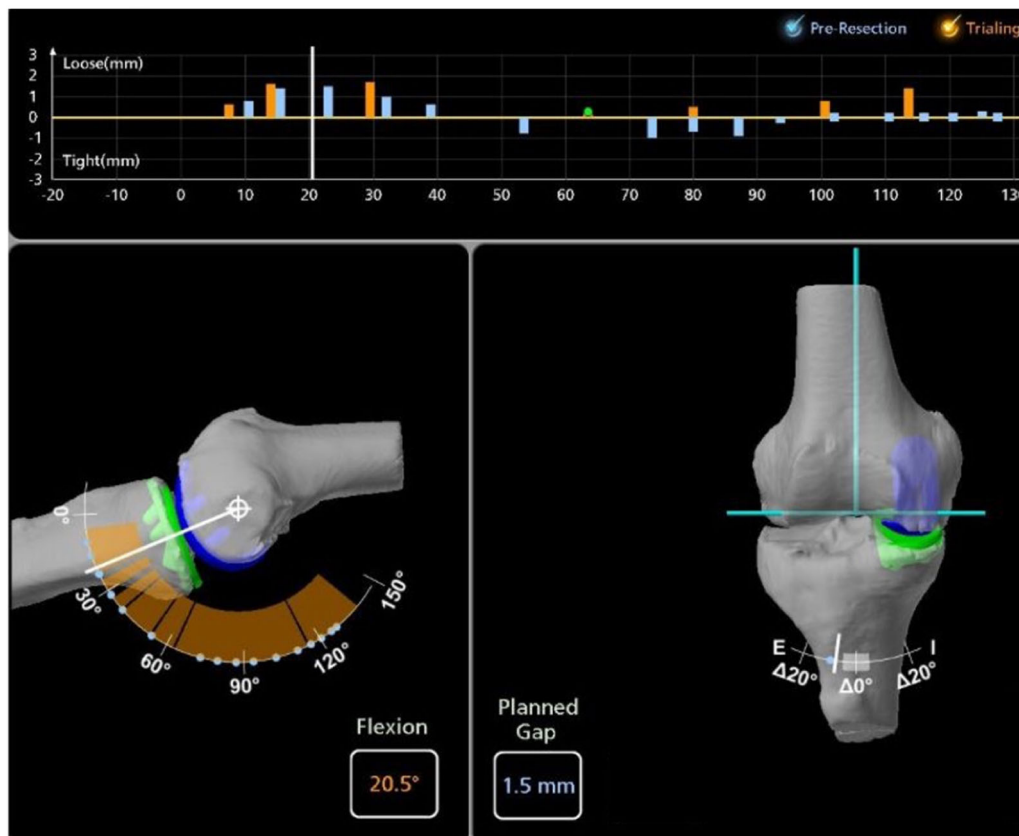 Pre-Resection Trialing
3
2
1
0
-1
-2
-3
Loose(mm)
Tight(mm)
-20 -10 0 10 20 30 40 50 60 70 80 90 100 110 120 130
0°
30°
60°
90°
120°
150°
Flexion
20.5°
E I
Δ20° Δ0° Δ20°
Planned
Gap
1.5 mm